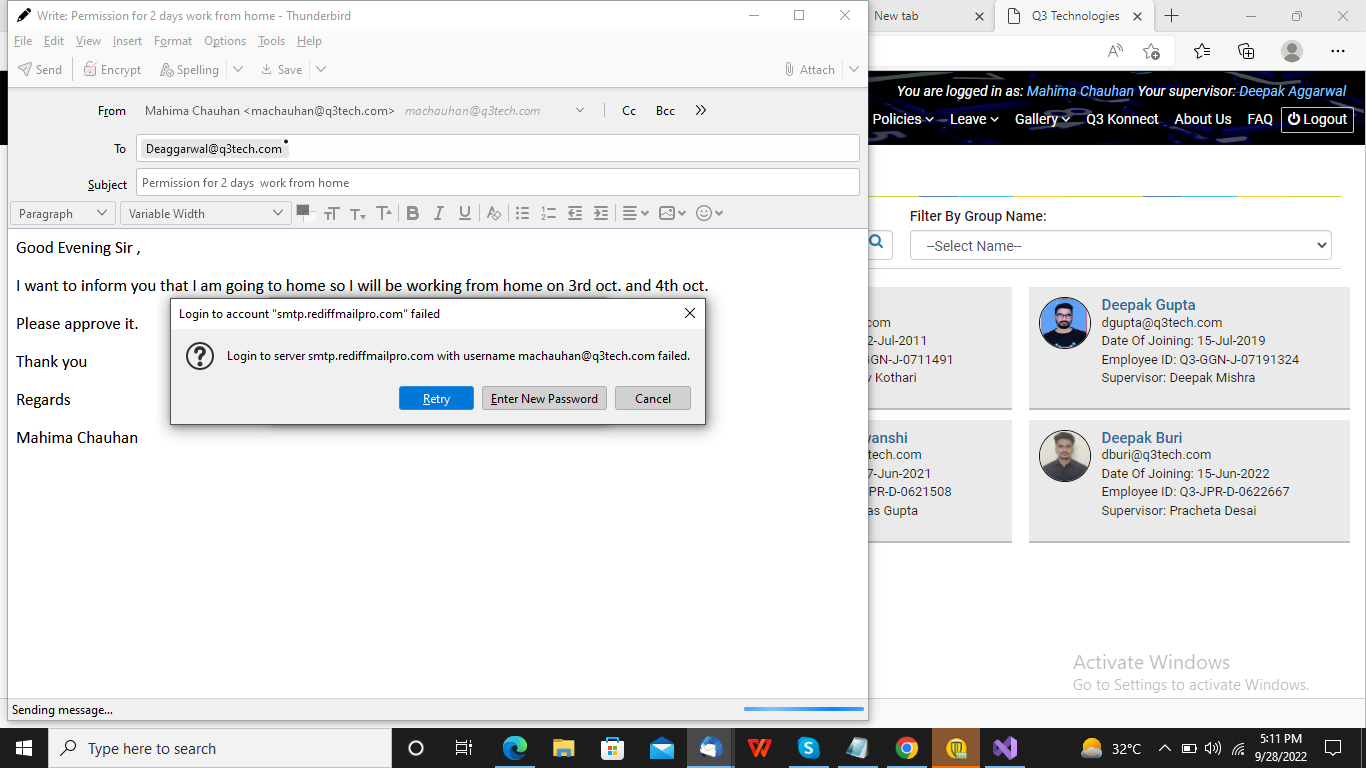 Write: Permission for 2 days work from home - Thunderbird
File Edit View Insert Format Options Tools Help
Send Encrypt Spelling Save Attach
From Mahima Chauhan <machauhan@q3tech.com> machauhan@q3tech.com Cc Bcc
To Deaggarwal@q3tech.com
Subject Permission for 2 days  work from home
Paragraph Variable Width
Good Evening Sir ,
I want to inform you that I am going to home so I will be working from home on 3rd oct. and 4th oct.
Please approve it.
Thank you
Regards
Mahima Chauhan
Login to account "smtp.rediffmailpro.com" failed
Login to server smtp.rediffmailpro.com with username machauhan@q3tech.com failed.
Retry Enter New Password Cancel
Sending message...
New tab Q3 Technologies
You are logged in as: Mahima Chauhan Your supervisor: Deepak Aggarwal
Policies Leave Gallery Q3 Konnect About Us FAQ Logout
Filter By Group Name:
--Select Name--
com
2-Jul-2011
GGN-J-0711491
v Kothari
Deepak Gupta
dgupta@q3tech.com
Date Of Joining: 15-Jul-2019
Employee ID: Q3-GGN-J-07191324
Supervisor: Deepak Mishra
vanshi
tech.com
7-Jun-2021
JPR-D-0621508
as Gupta
Deepak Buri
dburi@q3tech.com
Date Of Joining: 15-Jun-2022
Employee ID: Q3-JPR-D-0622667
Supervisor: Pracheta Desai
Activate Windows
Go to Settings to activate Windows.
Type here to search
32°C
5:11 PM
9/28/2022